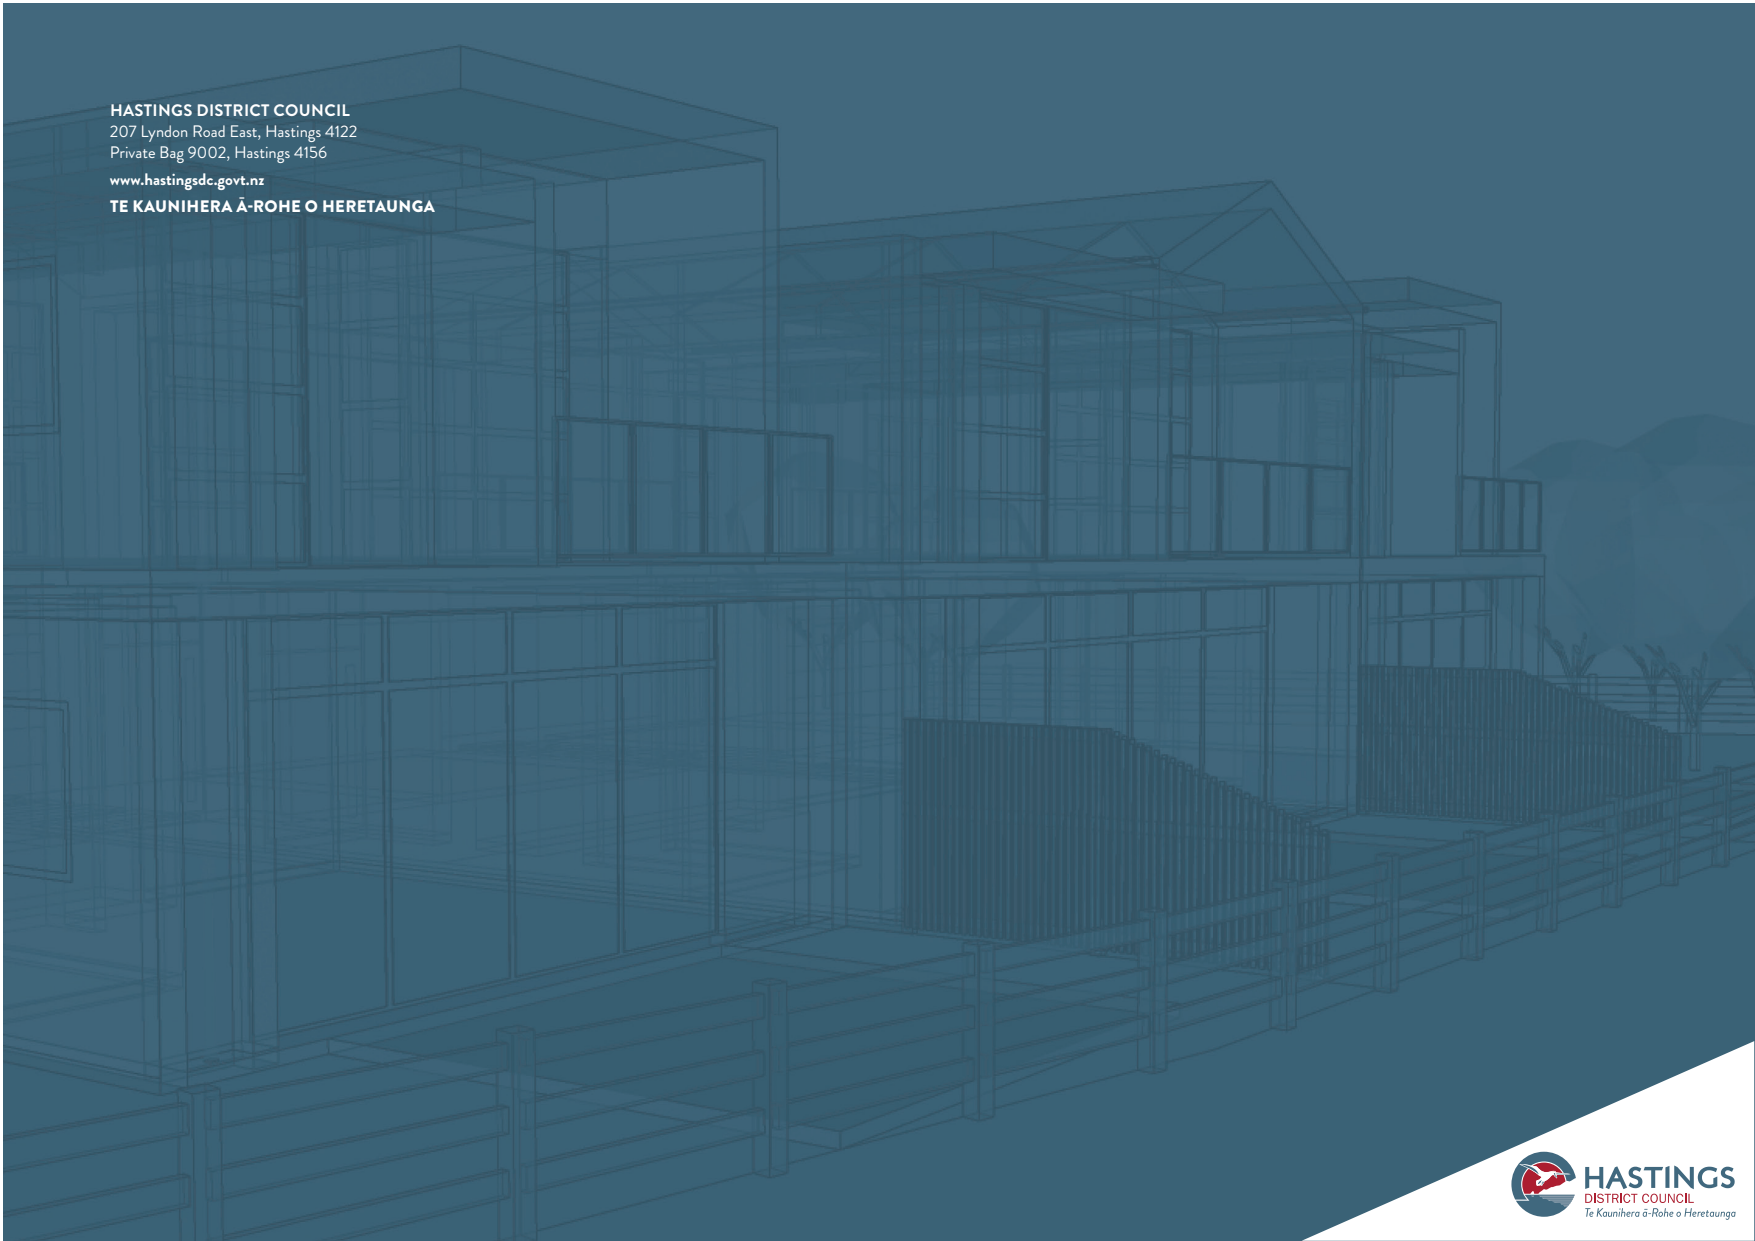 HASTINGS DISTRICT COUNCIL
207 Lyndon Road East, Hastings 4122
Private Bag 9002, Hastings 4156
www.hastingsdc.govt.nz
TE KAUNIHERA Ā-ROHE O HERETAUNGA
HASTINGS
DISTRICT COUNCIL
Te Kaunihera ā-Rohe o Heretaunga